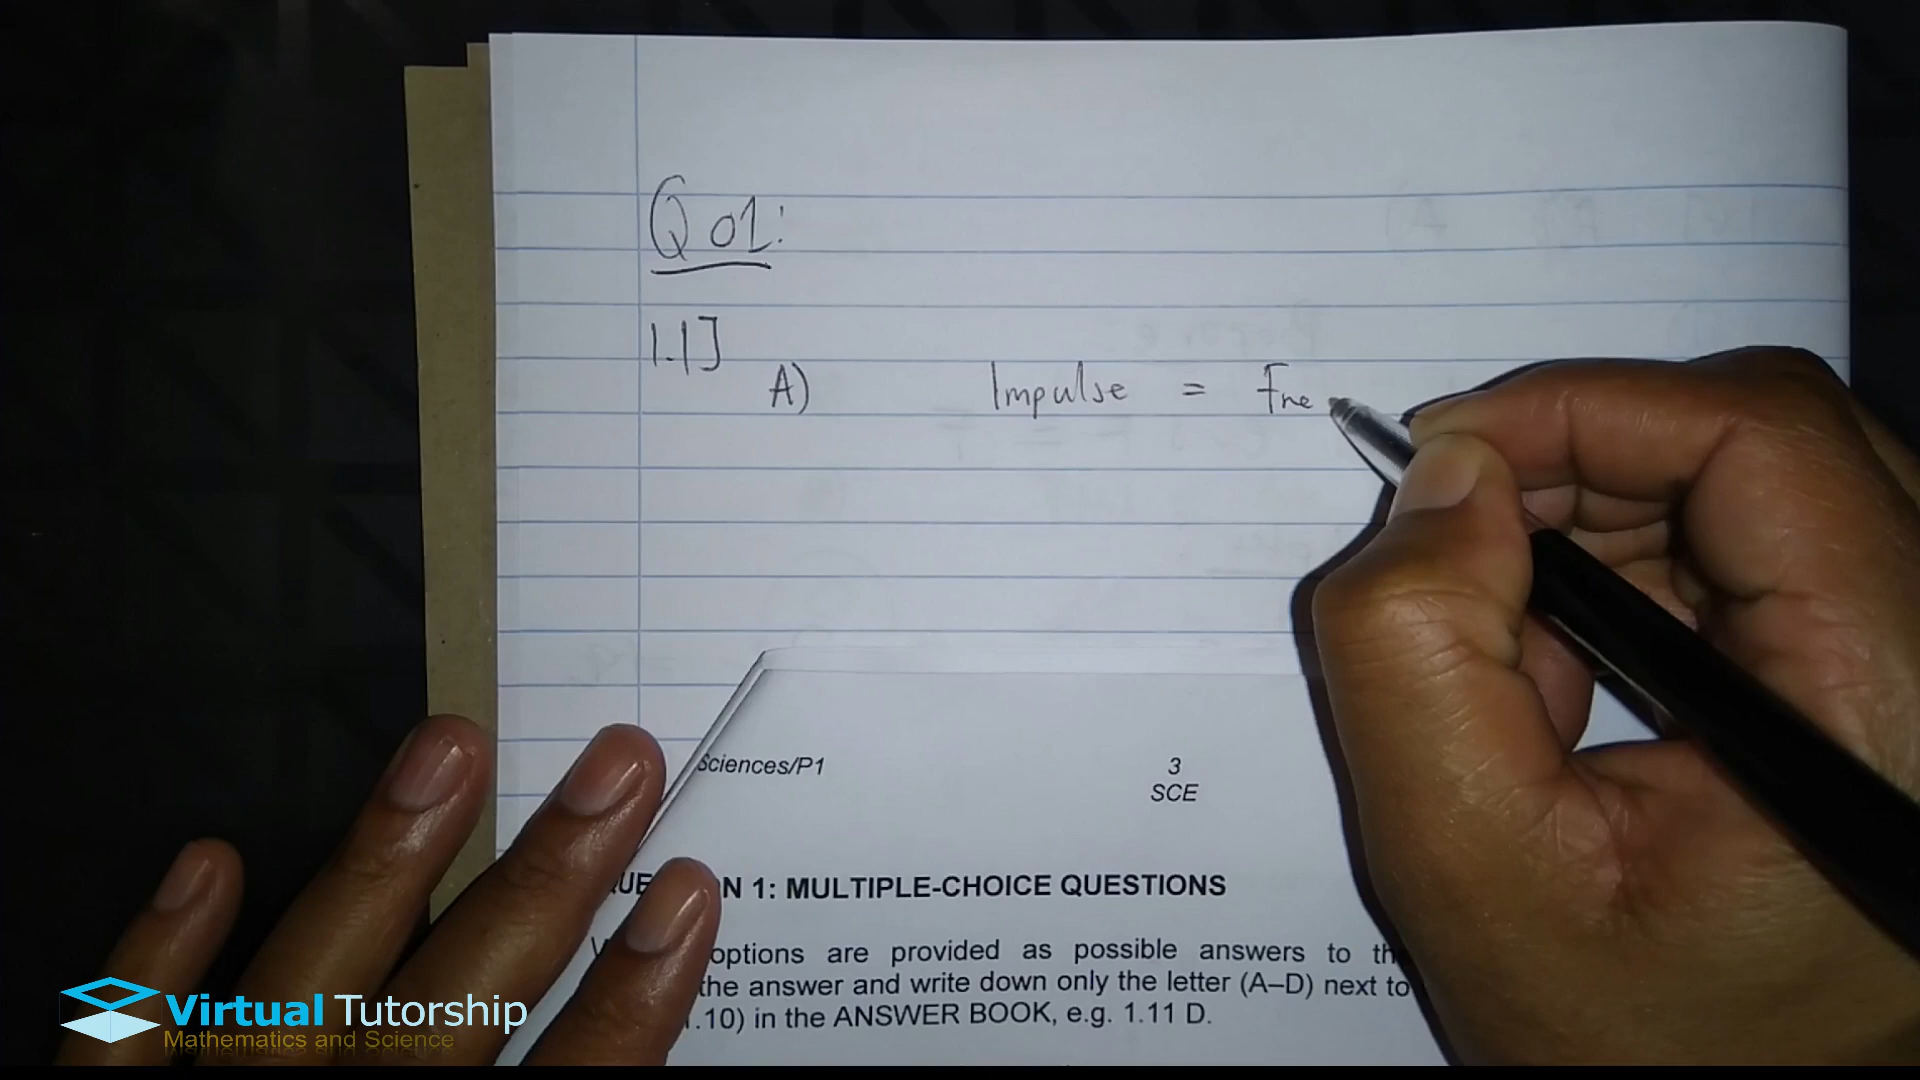 Q 01:
1.1]
A) Impulse = Fne
Sciences/P1 3
SCE
N 1: MULTIPLE-CHOICE QUESTIONS
options are provided as possible answers to
the answer and write down only the letter (A–D) next to
.10) in the ANSWER BOOK, e.g. 1.11 D.
Virtual Tutorship
Mathematics and Science